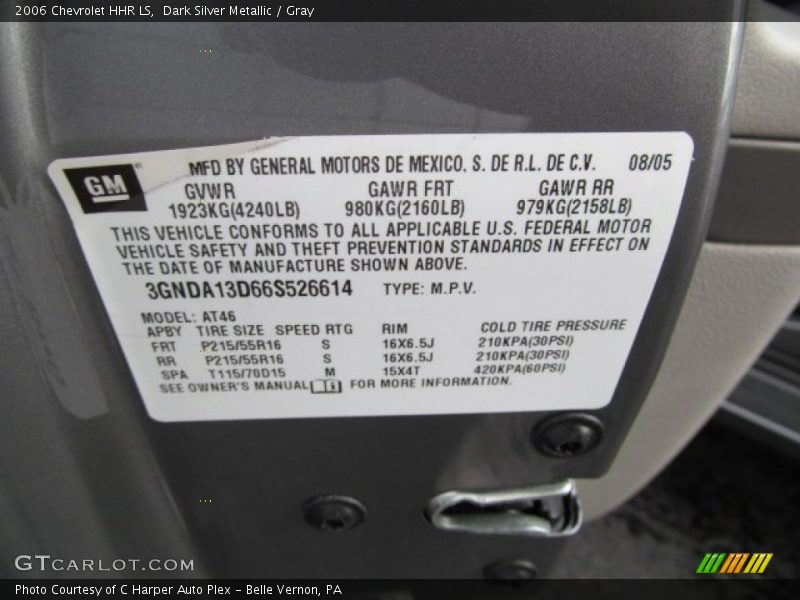 2006 Chevrolet HHR LS,  Dark Silver Metallic / Gray
GM
MFD BY GENERAL MOTORS DE MEXICO, S. DE R.L. DE C.V. 08/05
GVWR GAWR FRT GAWR RR
1923KG(4240LB) 980KG(2160LB) 979KG(2158LB)
THIS VEHICLE CONFORMS TO ALL APPLICABLE U.S. FEDERAL MOTOR
VEHICLE SAFETY AND THEFT PREVENTION STANDARDS IN EFFECT ON
THE DATE OF MANUFACTURE SHOWN ABOVE.
3GNDA13D66S526614 TYPE: M.P.V.
MODEL: AT46
APBY TIRE SIZE SPEED RTG RIM COLD TIRE PRESSURE
FRT P215/55R16 S 16X6.5J 210KPA(30PSI)
RR P215/55R16 S 16X6.5J 210KPA(30PSI)
SPA T115/70D15 M 15X4T 420KPA(60PSI)
SEE OWNER'S MANUAL FOR MORE INFORMATION.
GTCARLOT.COM
Photo Courtesy of C Harper Auto Plex - Belle Vernon, PA